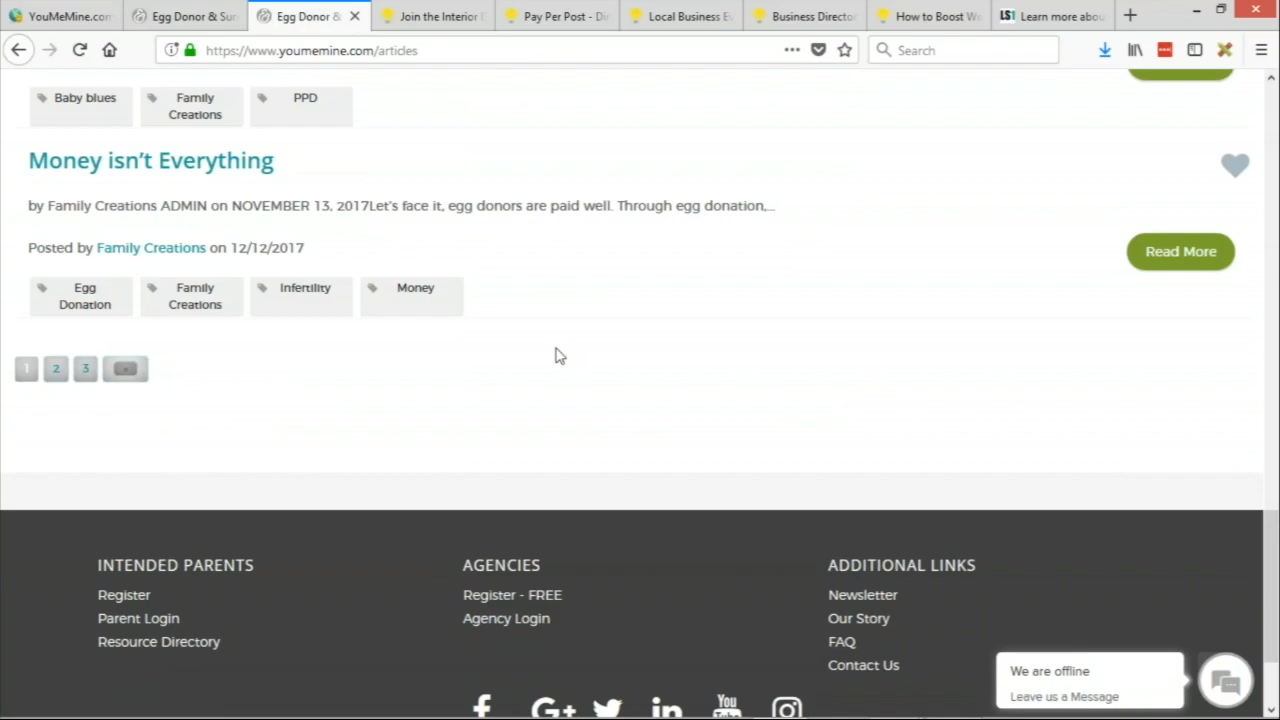 YouMeMine.com
Egg Donor & Sur
Egg Donor &
Join the Interior D
Pay Per Post - Di
Local Business E
Business Directo
How to Boost We
LS1 Learn more abou
https://www.youmemine.com/articles
Search
Baby blues
Family
Creations
PPD
Money isn't Everything
by Family Creations ADMIN on NOVEMBER 13, 2017Let's face it, egg donors are paid well. Through egg donation,...
Posted by Family Creations on 12/12/2017
Read More
Egg
Donation
Family
Creations
Infertility
Money
1 2 3
INTENDED PARENTS
Register
Parent Login
Resource Directory
AGENCIES
Register - FREE
Agency Login
ADDITIONAL LINKS
Newsletter
Our Story
FAQ
Contact Us
We are offline
Leave us a Message
You